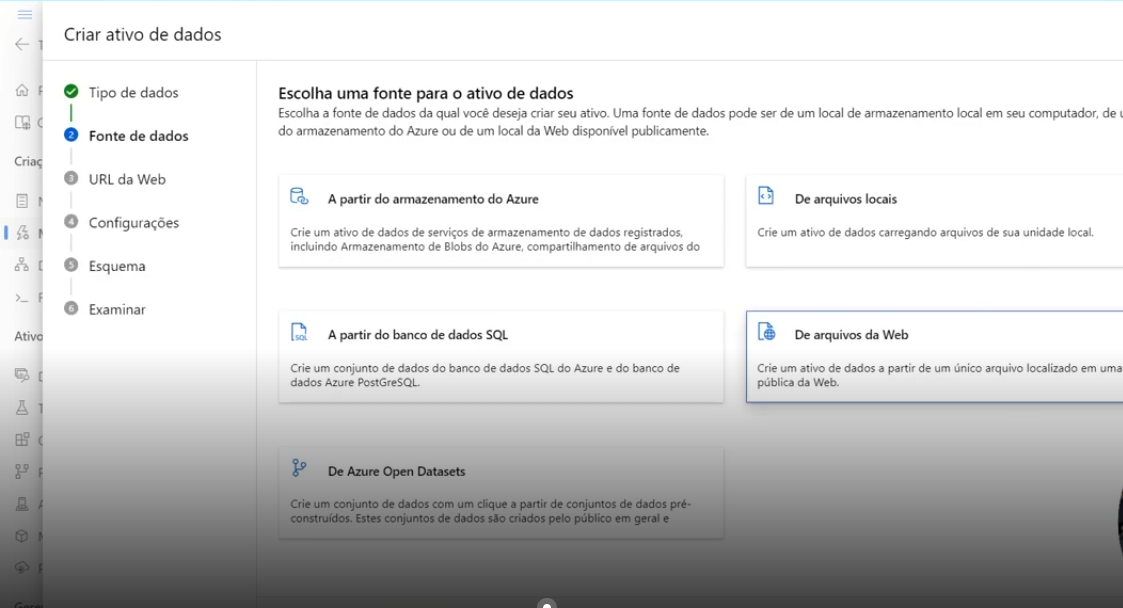 Criar ativo de dados
Tipo de dados
Fonte de dados
URL da Web
Configurações
Esquema
Examinar
Criaç
Ativo
Escolha uma fonte para o ativo de dados
Escolha a fonte de dados da qual você deseja criar seu ativo. Uma fonte de dados pode ser de um local de armazenamento local em seu computador, de u
do armazenamento do Azure ou de um local da Web disponível publicamente.
A partir do armazenamento do Azure
Crie um ativo de dados de serviços de armazenamento de dados registrados,
incluindo Armazenamento de Blobs do Azure, compartilhamento de arquivos do
De arquivos locais
Crie um ativo de dados carregando arquivos de sua unidade local.
A partir do banco de dados SQL
Crie um conjunto de dados do banco de dados SQL do Azure e do banco de
dados Azure PostGreSQL.
De arquivos da Web
Crie um ativo de dados a partir de um único arquivo localizado em uma
pública da Web.
De Azure Open Datasets
Crie um conjunto de dados com um clique a partir de conjuntos de dados pré-
construídos. Estes conjuntos de dados são criados pelo público em geral e